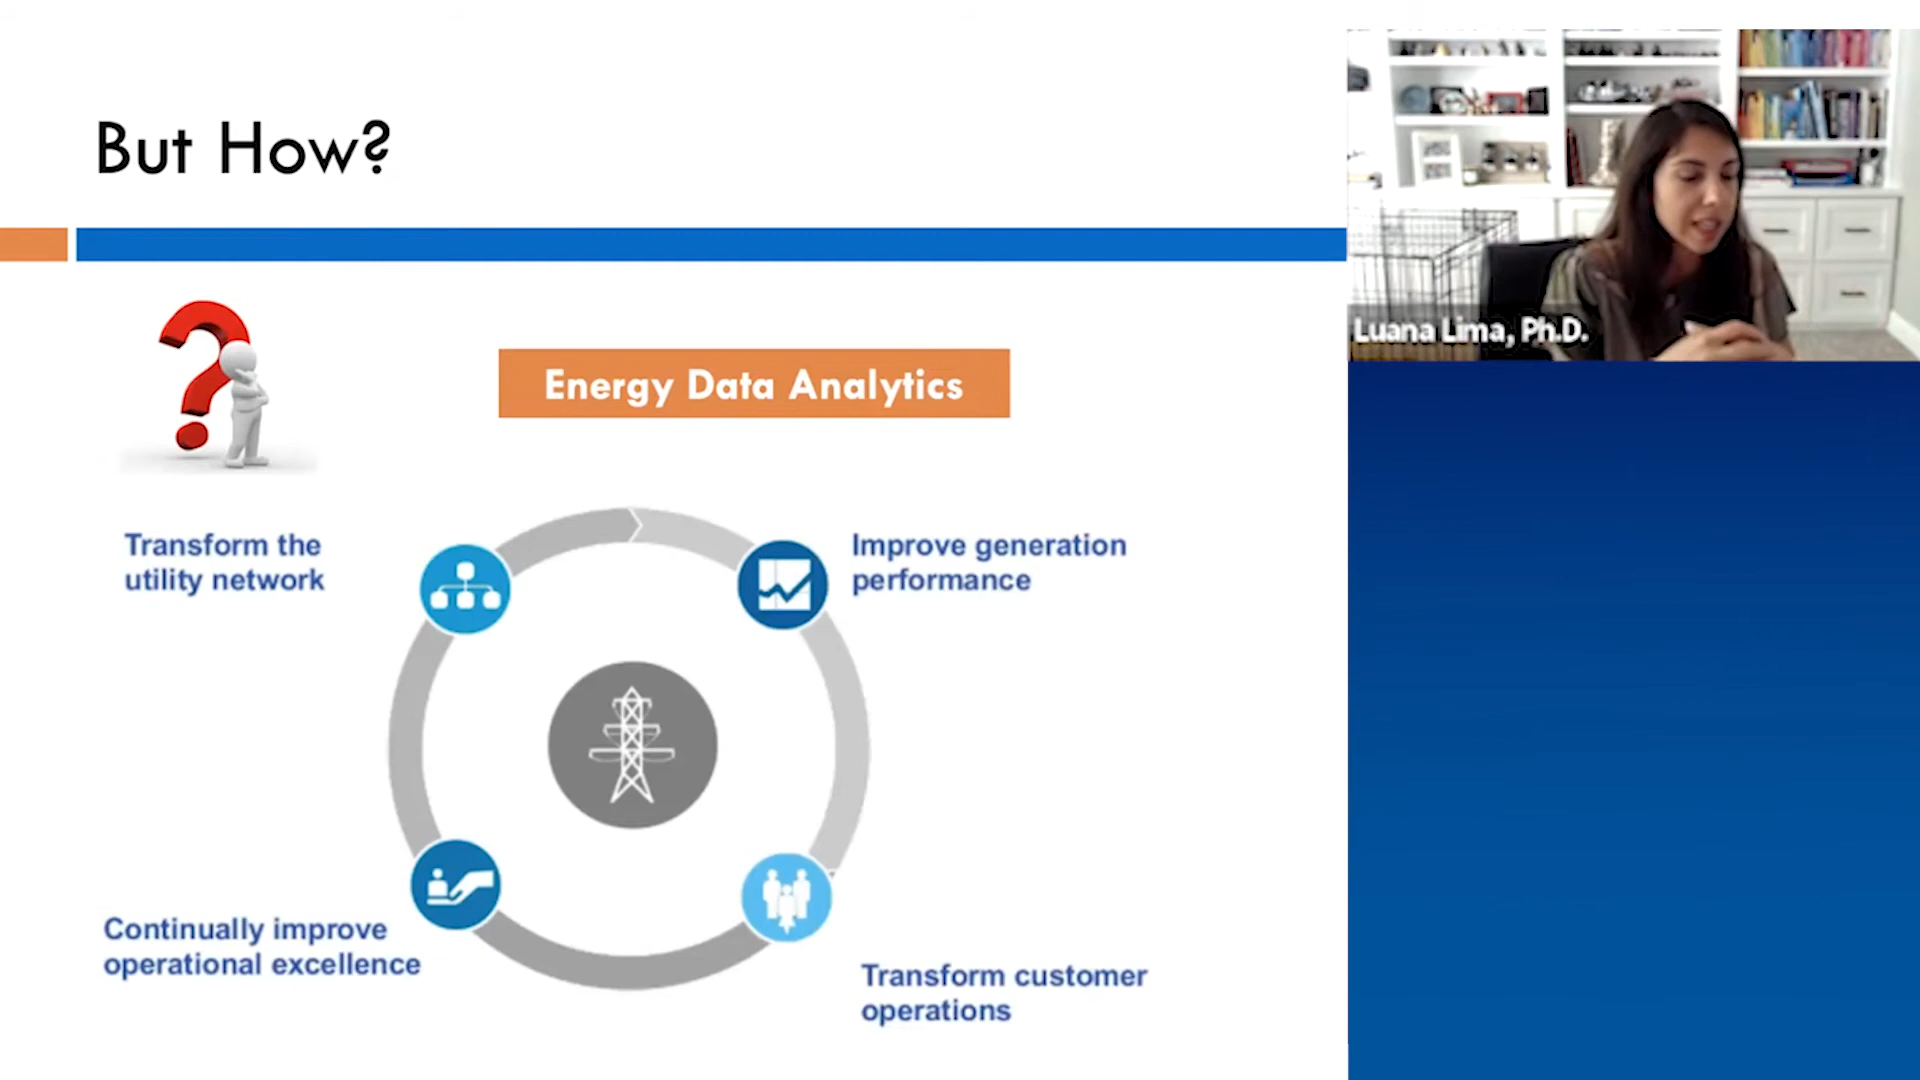 But How?
Energy Data Analytics
Transform the
utility network
Improve generation
performance
Continually improve
operational excellence
Transform customer
operations
Luana Lima, Ph.D.